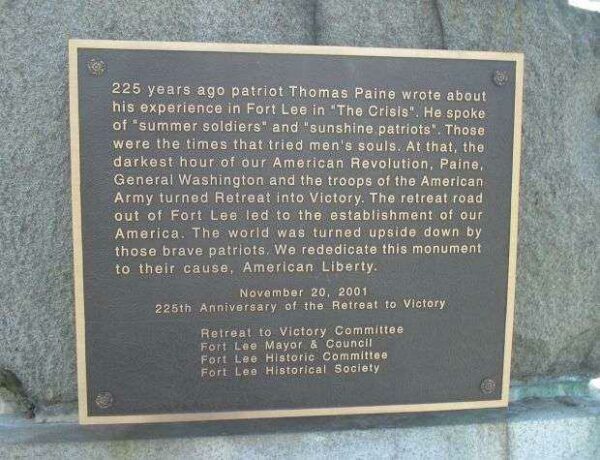 225 years ago patriot Thomas Paine wrote about
his experience in Fort Lee in "The Crisis". He spoke
of "summer soldiers" and "sunshine patriots". Those
were the times that tried men's souls. At that, the
darkest hour of our American Revolution, Paine,
General Washington and the troops of the American
Army turned Retreat into Victory. The retreat road
out of Fort Lee led to the establishment of our
America. The world was turned upside down by
those brave patriots. We rededicate this monument
to their cause, American Liberty.
November 20, 2001
225th Anniversary of the Retreat to Victory
Retreat to Victory Committee
Fort Lee Mayor & Council
Fort Lee Historic Committee
Fort Lee Historical Society